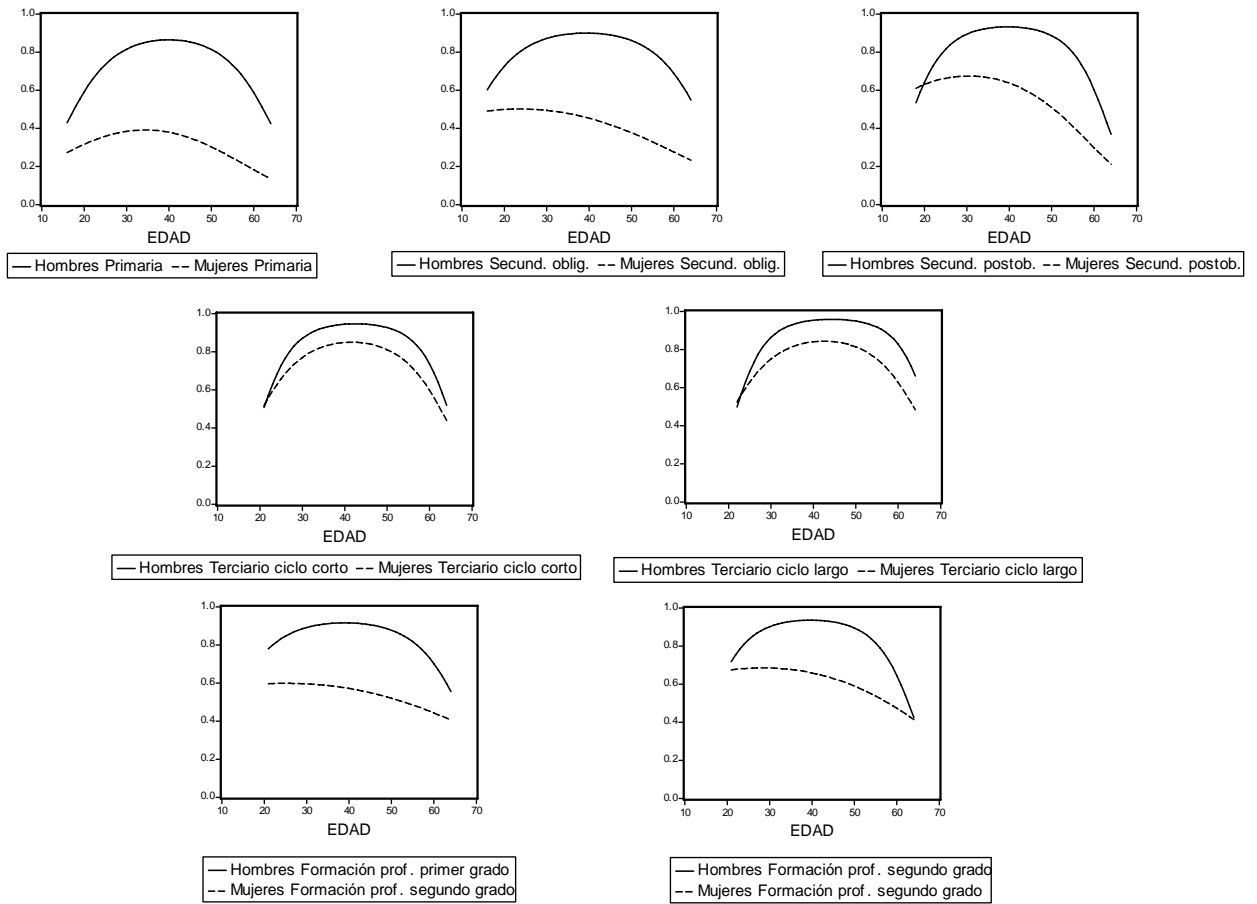 1.0
0.8
0.6
0.4
0.2
0.0
10 20 30 40 50 60 70
EDAD
— Hombres Primaria -- Mujeres Primaria
1.0
0.8
0.6
0.4
0.2
0.0
10 20 30 40 50 60 70
EDAD
— Hombres Secund. oblig. -- Mujeres Secund. oblig.
1.0
0.8
0.6
0.4
0.2
0.0
10 20 30 40 50 60 70
EDAD
— Hombres Secund. postob. -- Mujeres Secund. postob.
1.0
0.8
0.6
0.4
0.2
0.0
10 20 30 40 50 60 70
EDAD
— Hombres Terciario ciclo corto -- Mujeres Terciario ciclo corto
1.0
0.8
0.6
0.4
0.2
0.0
10 20 30 40 50 60 70
EDAD
— Hombres Terciario ciclo largo -- Mujeres Terciario ciclo largo
1.0
0.8
0.6
0.4
0.2
0.0
10 20 30 40 50 60 70
EDAD
— Hombres Formación prof. primer grado
-- Mujeres Formación prof. segundo grado
1.0
0.8
0.6
0.4
0.2
0.0
10 20 30 40 50 60 70
EDAD
— Hombres Formación prof. segundo grado
-- Mujeres Formación prof. segundo grado